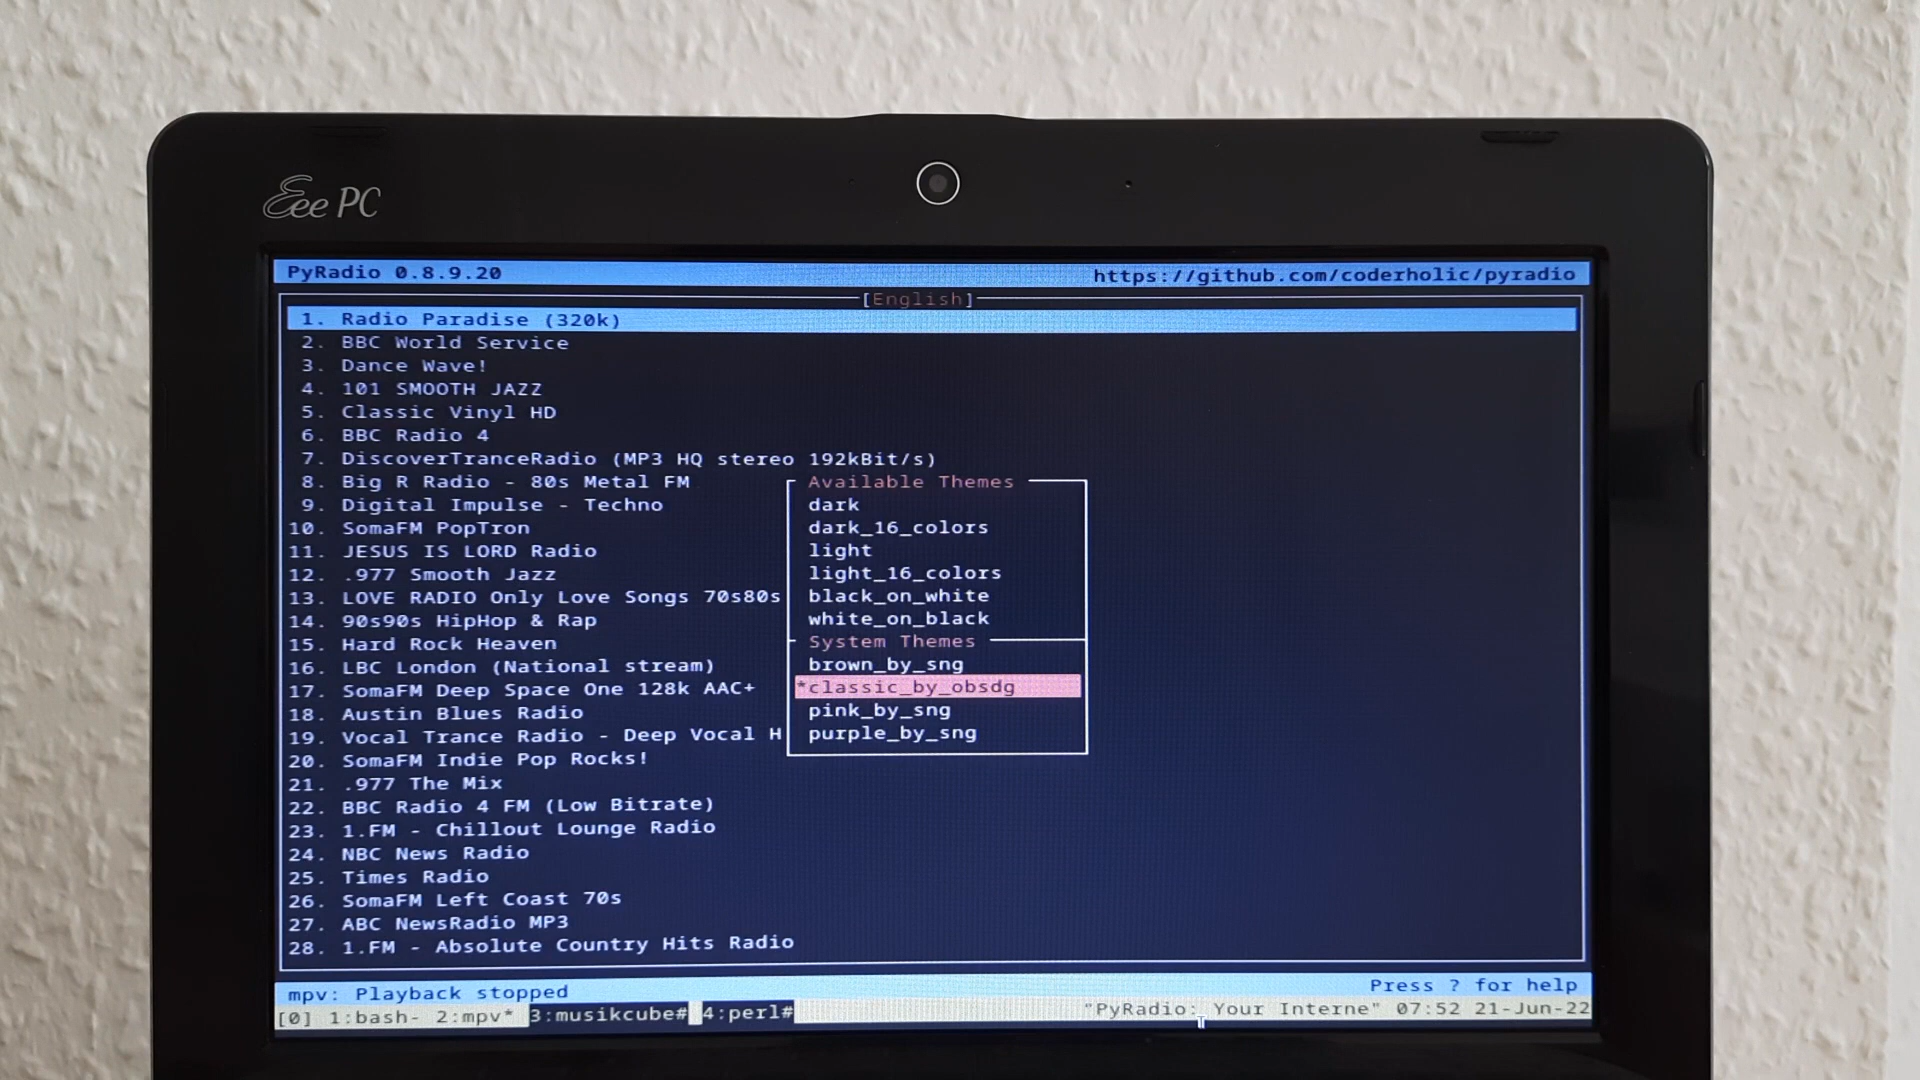 Eee PC
PyRadio 0.8.9.20 https://github.com/coderholic/pyradio
[English]
1. Radio Paradise (320k)
2. BBC World Service
3. Dance Wave!
4. 101 SMOOTH JAZZ
5. Classic Vinyl HD
6. BBC Radio 4
7. DiscoverTranceRadio (MP3 HQ stereo 192kBit/s)
8. Big R Radio - 80s Metal FM
9. Digital Impulse - Techno
10. SomaFM PopTron
11. JESUS IS LORD Radio
12. .977 Smooth Jazz
13. LOVE RADIO Only Love Songs 70s80s
14. 90s90s HipHop & Rap
15. Hard Rock Heaven
16. LBC London (National stream)
17. SomaFM Deep Space One 128k AAC+
18. Austin Blues Radio
19. Vocal Trance Radio - Deep Vocal H
20. SomaFM Indie Pop Rocks!
21. .977 The Mix
22. BBC Radio 4 FM (Low Bitrate)
23. 1.FM - Chillout Lounge Radio
24. NBC News Radio
25. Times Radio
26. SomaFM Left Coast 70s
27. ABC NewsRadio MP3
28. 1.FM - Absolute Country Hits Radio
Available Themes
dark
dark_16_colors
light
light_16_colors
black_on_white
white_on_black
System Themes
brown_by_sng
*classic_by_obsdg
pink_by_sng
purple_by_sng
mpv: Playback stopped Press ? for help
[0] 1:bash- 2:mpv* 3:musikcube# 4:perl# "PyRadio: Your Interne" 07:52 21-Jun-22